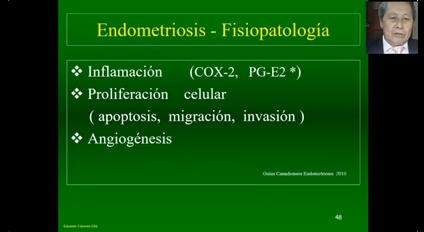 Endometriosis - Fisiopatología
❖ Inflamación (COX-2, PG-E2 *)
❖ Proliferación celular
( apoptosis, migración, invasión )
❖ Angiogénesis
Guías Canadienses Endometriosis 2010
48